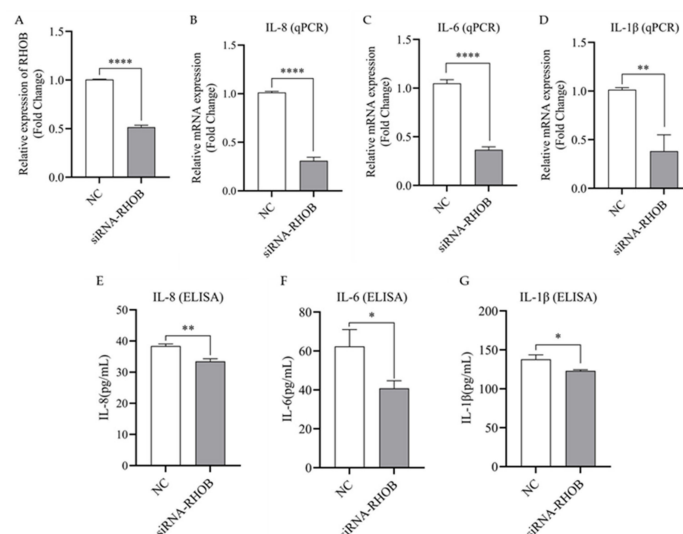 A
Relative expression of RHOB
(Fold Change)
1.5
1.0
0.5
0.0
****
NC
siRNA-RHOB
B
IL-8 (qPCR)
Relative mRNA expression
(Fold Change)
1.5
1.0
0.5
0.0
****
NC
siRNA-RHOB
C
IL-6 (qPCR)
Relative mRNA expression
(Fold Change)
1.5
1.0
0.5
0.0
****
NC
siRNA-RHOB
D
IL-1β (qPCR)
Relative mRNA expression
(Fold Change)
1.5
1.0
0.5
0.0
**
NC
siRNA-RHOB
E
IL-8 (ELISA)
IL-8(pg/mL)
50
40
30
20
10
0
**
NC
siRNA-RHOB
F
IL-6 (ELISA)
IL-6(pg/mL)
80
60
40
20
0
*
NC
siRNA-RHOB
G
IL-1β (ELISA)
IL-1β(pg/mL)
200
150
100
50
0
*
NC
siRNA-RHOB